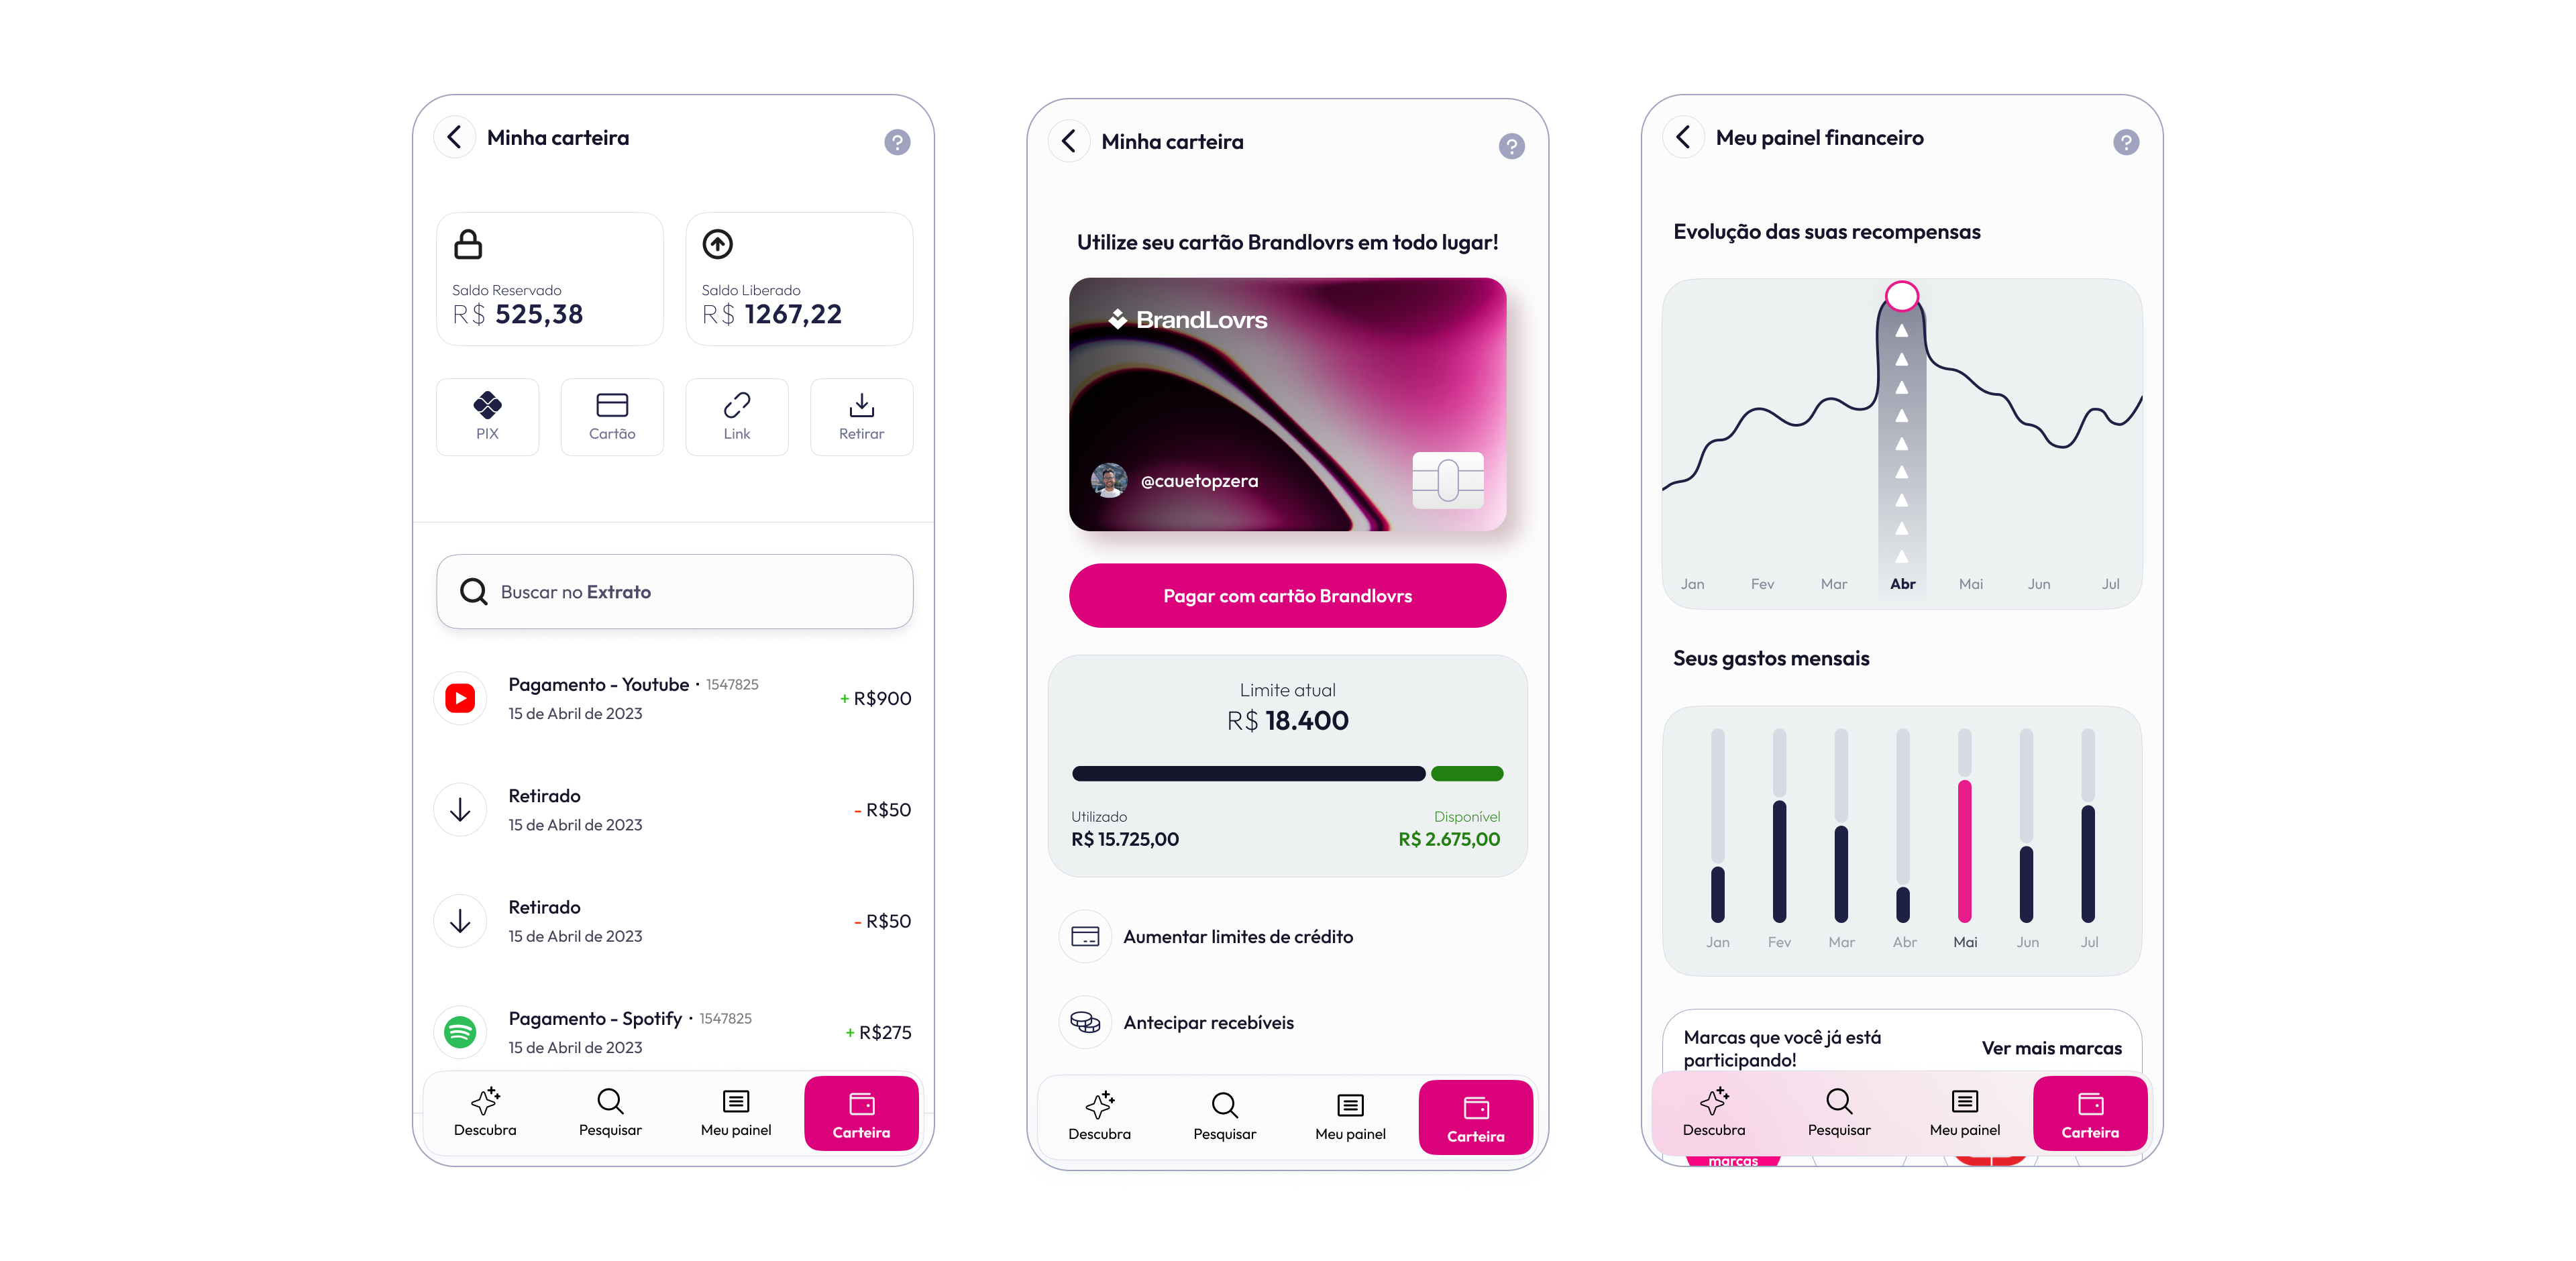 Minha carteira
?
Saldo Reservado
R$ 525,38
Saldo Liberado
R$ 1267,22
PIX
Cartão
Link
Retirar
Buscar no Extrato
Pagamento - Youtube • 1547825
15 de Abril de 2023
+ R$900
Retirado
15 de Abril de 2023
- R$50
Retirado
15 de Abril de 2023
- R$50
Pagamento - Spotify • 1547825
15 de Abril de 2023
+ R$275
Descubra
Pesquisar
Meu painel
Carteira
Minha carteira
?
Utilize seu cartão Brandlovrs em todo lugar!
BrandLovrs
@cauetopzera
Pagar com cartão Brandlovrs
Limite atual
R$ 18.400
Utilizado
R$ 15.725,00
Disponível
R$ 2.675,00
Aumentar limites de crédito
Antecipar recebíveis
Descubra
Pesquisar
Meu painel
Carteira
Meu painel financeiro
?
Evolução das suas recompensas
Jan Fev Mar Abr Mai Jun Jul
Seus gastos mensais
Jan Fev Mar Abr Mai Jun Jul
Marcas que você já está
participando!
Ver mais marcas
Descubra
Pesquisar
Meu painel
Carteira
marcas